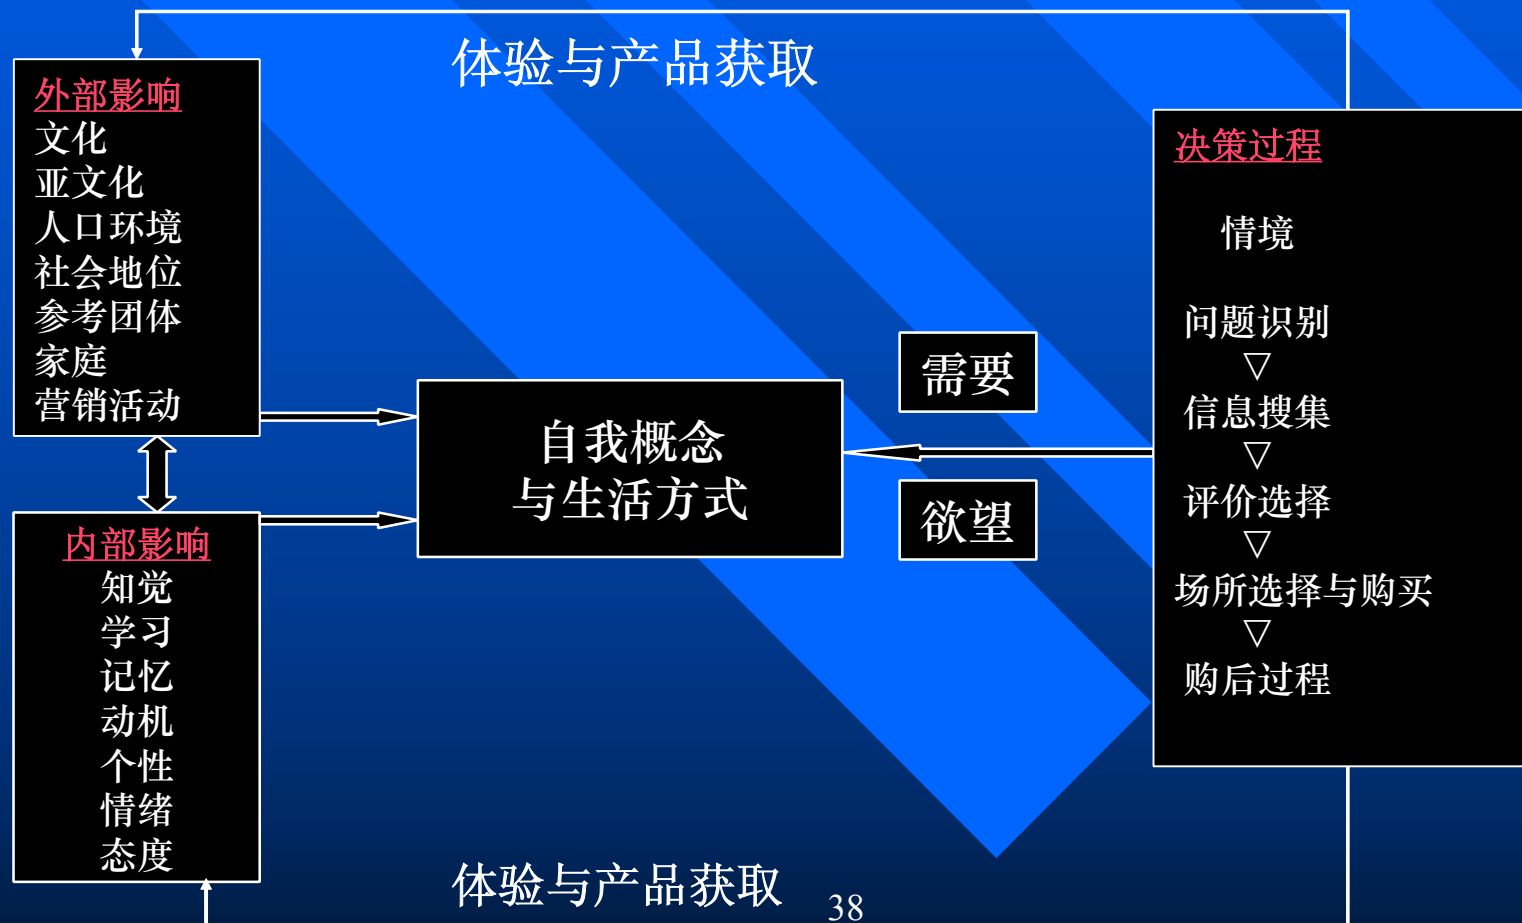 体验与产品获取
外部影响
文化
亚文化
人口环境
社会地位
参考团体
家庭
营销活动
内部影响
知觉
学习
记忆
动机
个性
情绪
态度
自我概念
与生活方式
需要
欲望
决策过程
情境
问题识别
▽
信息搜集
▽
评价选择
▽
场所选择与购买
▽
购后过程
体验与产品获取
38